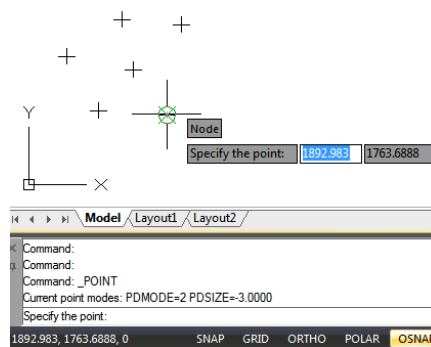 Y
Node
Specify the point: 1892.983 1763.6888
X
Model Layout1 Layout2
Command:
Command:
Command: _POINT
Current point modes: PDMODE=2 PDSIZE=-3.0000
Specify the point:
1892.983, 1763.6888, 0 SNAP GRID ORTHO POLAR OSNAP